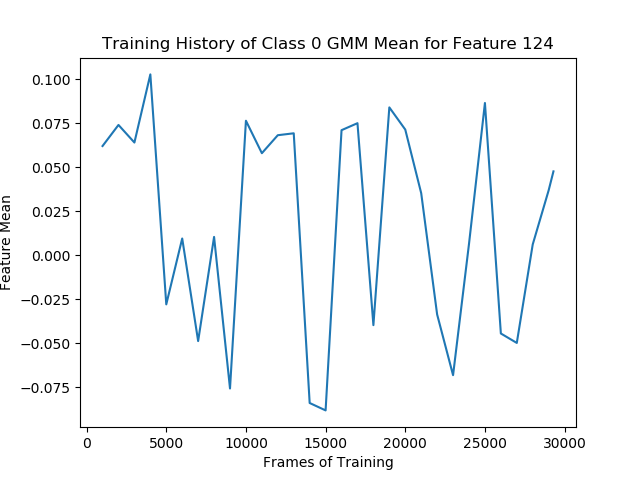 Training History of Class 0 GMM Mean for Feature 124
0.100
0.075
0.050
0.025
0.000
−0.025
−0.050
−0.075
Feature Mean
0 5000 10000 15000 20000 25000 30000
Frames of Training